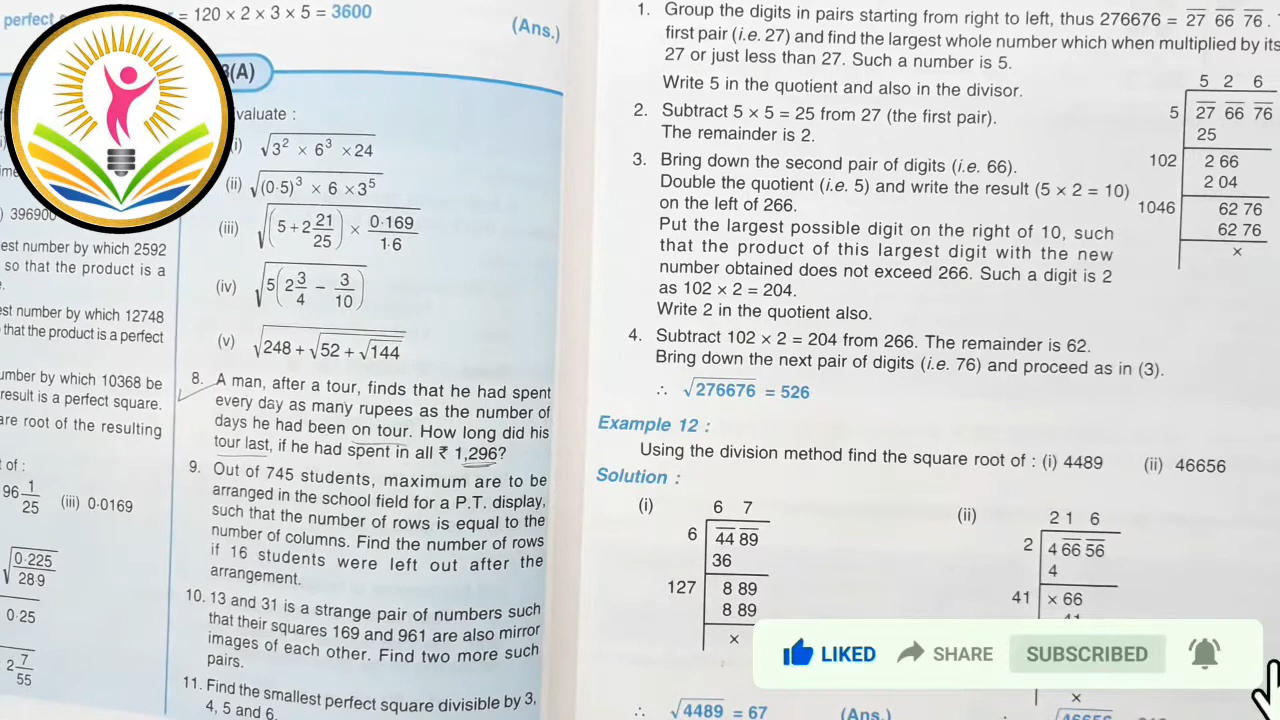 perfect = 120 × 2 × 3 × 5 = 3600
(Ans.)
3(A)
valuate :
(i) √(3² × 6³ × 24)
(ii) √((0·5)³ × 6 × 3⁵)
(iii) √((5 + 2 21/25) × 0·169/1·6)
(iv) √(5(2 3/4 − 3/10))
(v) √(248 + √(52 + √144))
8. A man, after a tour, finds that he had spent
every day as many rupees as the number of
days he had been on tour. How long did his
tour last, if he had spent in all ₹ 1,296?
9. Out of 745 students, maximum are to be
arranged in the school field for a P.T. display,
such that the number of rows is equal to the
number of columns. Find the number of rows
if 16 students were left out after the
arrangement.
10. 13 and 31 is a strange pair of numbers such
that their squares 169 and 961 are also mirror
images of each other. Find two more such
pairs.
11. Find the smallest perfect square divisible by 3,
4, 5 and 6.
) 396900
est number by which 2592
so that the product is a
est number by which 12748
that the product is a perfect
umber by which 10368 be
result is a perfect square.
are root of the resulting
t of :
96 1/25 (iii) 0·0169
√(0·225/28·9)
0·25
2 7/55
1. Group the digits in pairs starting from right to left, thus 276676 = 27 66 76 .
first pair (i.e. 27) and find the largest whole number which when multiplied by its
27 or just less than 27. Such a number is 5.
Write 5 in the quotient and also in the divisor.
2. Subtract 5 × 5 = 25 from 27 (the first pair).
The remainder is 2.
3. Bring down the second pair of digits (i.e. 66).
Double the quotient (i.e. 5) and write the result (5 × 2 = 10)
on the left of 266.
Put the largest possible digit on the right of 10, such
that the product of this largest digit with the new
number obtained does not exceed 266. Such a digit is 2
as 102 × 2 = 204.
Write 2 in the quotient also.
4. Subtract 102 × 2 = 204 from 266. The remainder is 62.
Bring down the next pair of digits (i.e. 76) and proceed as in (3).
∴ √276676 = 526
5 2 6
5 27 66 76
25
102 2 66
2 04
1046 62 76
62 76
×
Example 12 :
Using the division method find the square root of : (i) 4489 (ii) 46656
Solution :
(i)
6 7
6 44 89
36
127 8 89
8 89
×
∴ √4489 = 67 (Ans.)
(ii)
2 1 6
2 4 66 56
4
41 × 66
×
∴
LIKED SHARE SUBSCRIBED